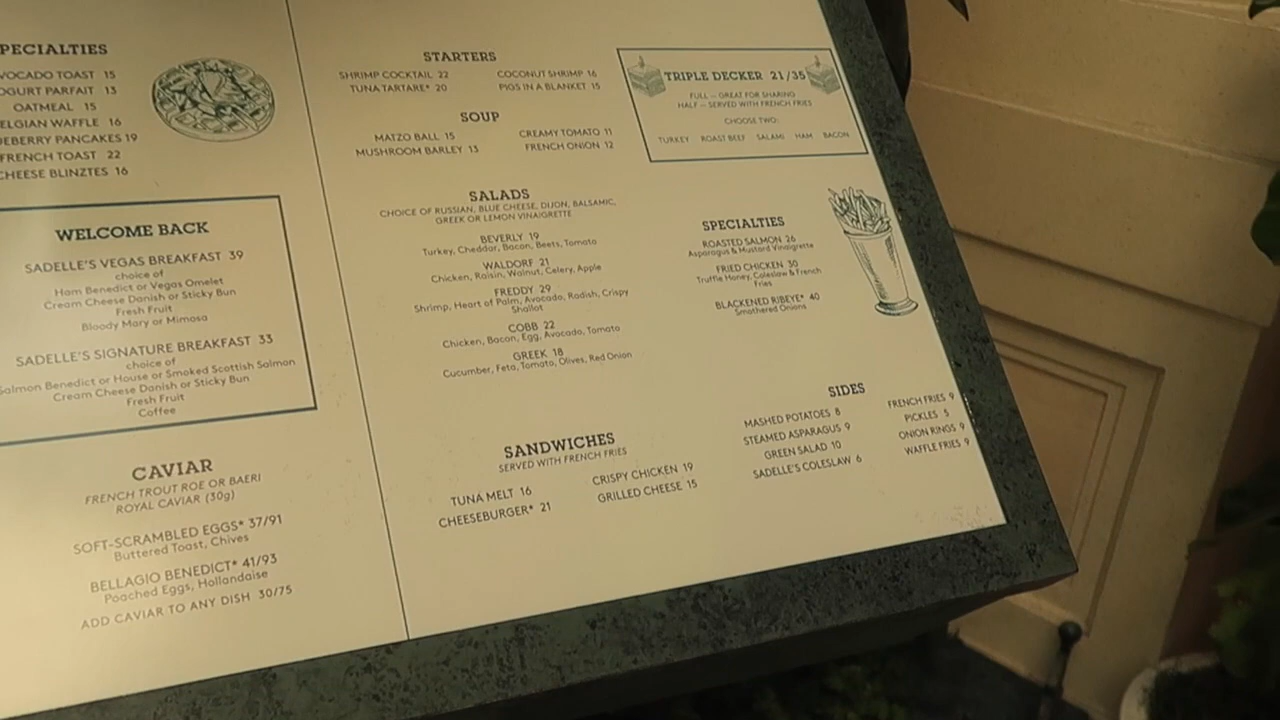 PECIALTIES
VOCADO TOAST 15
OGURT PARFAIT 13
OATMEAL 15
ELGIAN WAFFLE 16
UEBERRY PANCAKES 19
FRENCH TOAST 22
CHEESE BLINZTES 16
WELCOME BACK
SADELLE'S VEGAS BREAKFAST 39
choice of
Ham Benedict or Vegas Omelet
Cream Cheese Danish or Sticky Bun
Fresh Fruit
Bloody Mary or Mimosa
SADELLE'S SIGNATURE BREAKFAST 33
choice of
Salmon Benedict or House or Smoked Scottish Salmon
Cream Cheese Danish or Sticky Bun
Fresh Fruit
Coffee
CAVIAR
FRENCH TROUT ROE OR BAERI
ROYAL CAVIAR (30g)
SOFT-SCRAMBLED EGGS* 37/91
Buttered Toast, Chives
BELLAGIO BENEDICT* 41/93
Poached Eggs, Hollandaise
ADD CAVIAR TO ANY DISH 30/75
STARTERS
SHRIMP COCKTAIL 22
TUNA TARTARE* 20
COCONUT SHRIMP 16
PIGS IN A BLANKET 15
SOUP
MATZO BALL 15
MUSHROOM BARLEY 13
CREAMY TOMATO 11
FRENCH ONION 12
SALADS
CHOICE OF RUSSIAN, BLUE CHEESE, DIJON, BALSAMIC,
GREEK OR LEMON VINAIGRETTE
BEVERLY 19
Turkey, Cheddar, Bacon, Beets, Tomato
WALDORF 21
Chicken, Raisin, Walnut, Celery, Apple
FREDDY 29
Shrimp, Heart of Palm, Avocado, Radish, Crispy
Shallot
COBB 22
Chicken, Bacon, Egg, Avocado, Tomato
GREEK 18
Cucumber, Feta, Tomato, Olives, Red Onion
SANDWICHES
SERVED WITH FRENCH FRIES
TUNA MELT 16
CHEESEBURGER* 21
CRISPY CHICKEN 19
GRILLED CHEESE 15
TRIPLE DECKER 21/35
FULL – GREAT FOR SHARING
HALF – SERVED WITH FRENCH FRIES
CHOOSE TWO:
TURKEY ROAST BEEF SALAMI HAM BACON
SPECIALTIES
ROASTED SALMON 26
Asparagus & Mustard Vinaigrette
FRIED CHICKEN 30
Truffle Honey, Coleslaw & French
Fries
BLACKENED RIBEYE* 40
Smothered Onions
SIDES
MASHED POTATOES 8
STEAMED ASPARAGUS 9
GREEN SALAD 10
SADELLE'S COLESLAW 6
FRENCH FRIES 9
PICKLES 5
ONION RINGS 9
WAFFLE FRIES 9